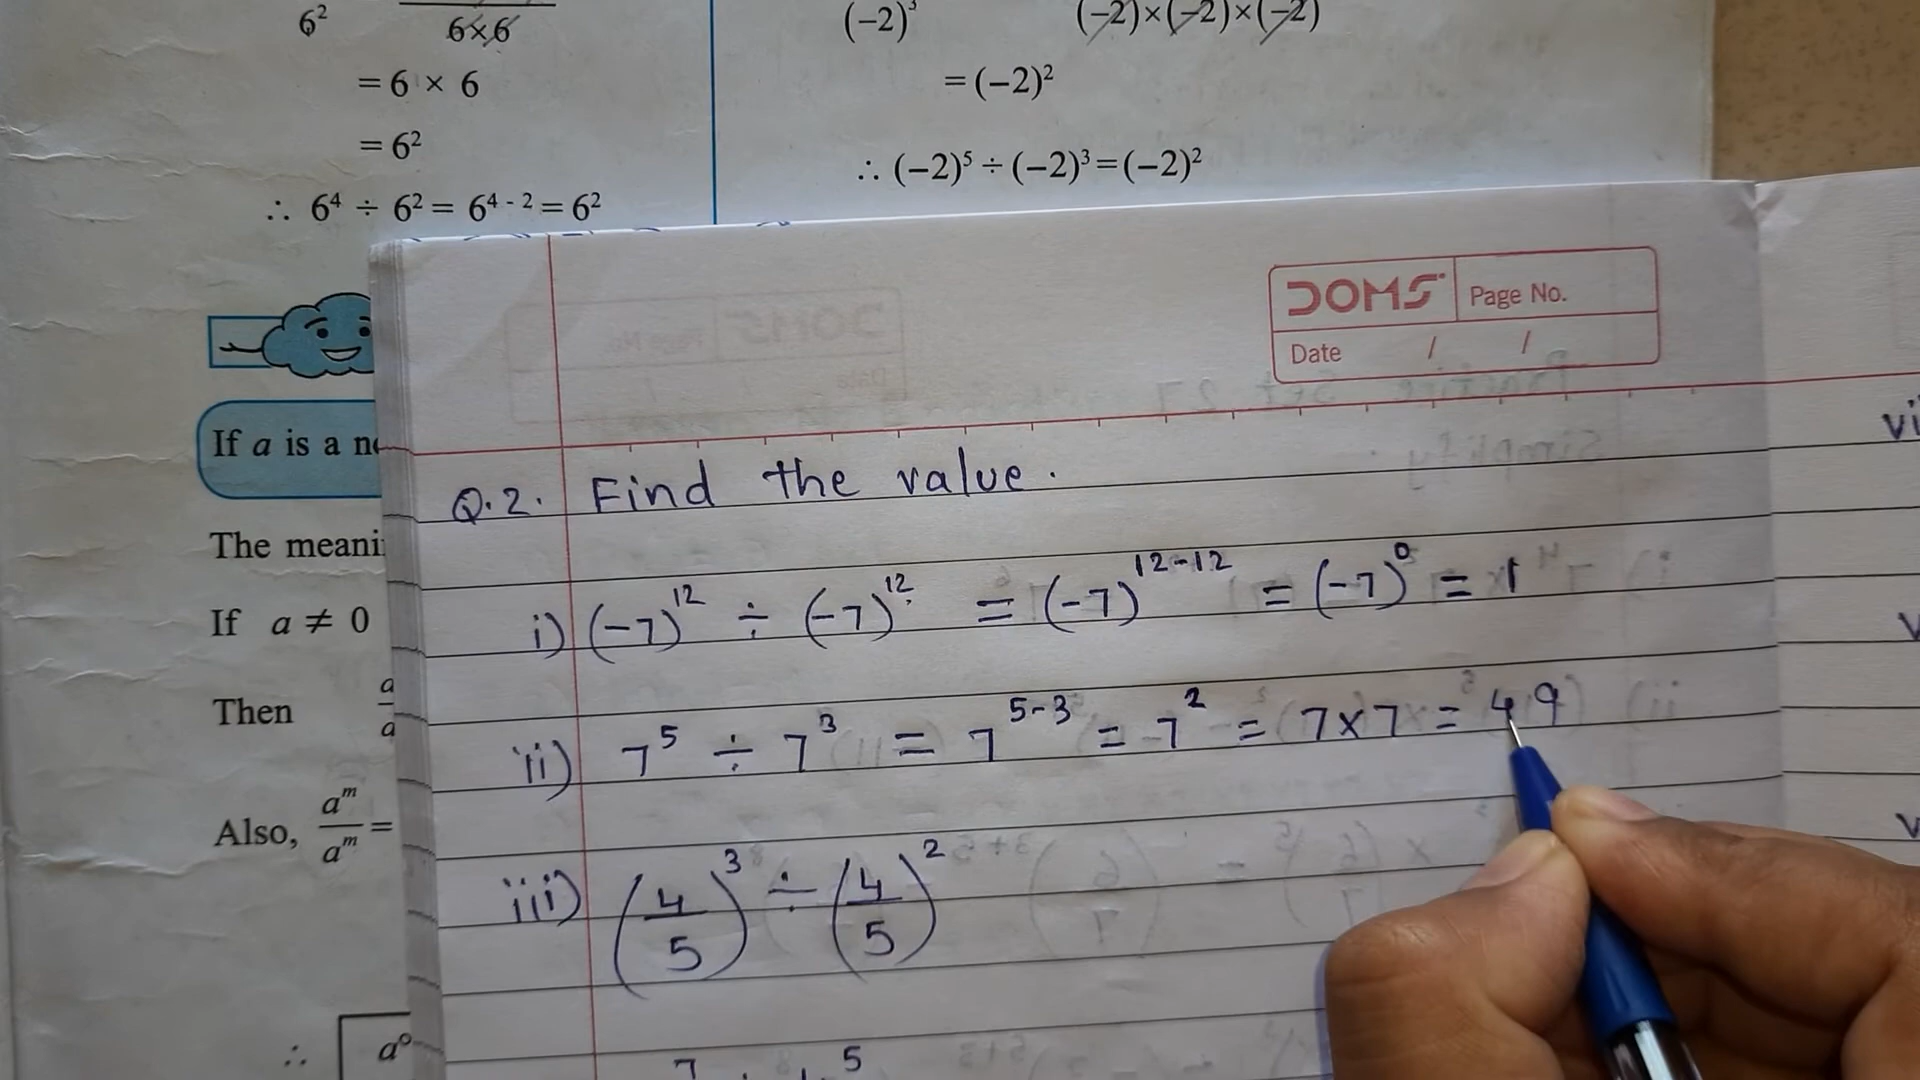 6² 6×6
= 6 × 6
= 6²
∴ 6⁴ ÷ 6² = 6⁴ ⁻ ² = 6²
(−2)³ (−2)×(−2)×(−2)
= (−2)²
∴ (−2)⁵ ÷ (−2)³ = (−2)²
If a is a
The
If a ≠ 0
Then a/a
Also, aᵐ/aᵐ =
∴ a⁰
DOMS Page No.
Date / /
Q.2. Find the value.
i) (-7)¹² ÷ (-7)¹² = (-7)¹²⁻¹² = (-7)⁰ = 1
ii) 7⁵ ÷ 7³ = 7⁵⁻³ = 7² = 7×7 = 49
iii) (4/5)³ ÷ (4/5)²
7 5